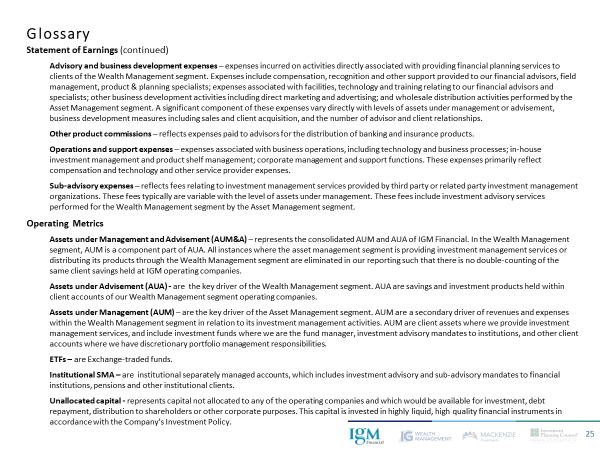 Glossary
Statement of Earnings (continued)
Advisory and business development expenses – expenses incurred on activities directly associated with providing financial planning services to
clients of the Wealth Management segment. Expenses include compensation, recognition and other support provided to our financial advisors, field
management, product & planning specialists; expenses associated with facilities, technology and training relating to our financial advisors and
specialists; other business development activities including direct marketing and advertising; and wholesale distribution activities performed by the
Asset Management segment. A significant component of these expenses vary directly with levels of assets under management or advisement,
business development measures including sales and client acquisition, and the number of advisor and client relationships.
Other product commissions – reflects expenses paid to advisors for the distribution of banking and insurance products.
Operations and support expenses – expenses associated with business operations, including technology and business processes; in-house
investment management and product shelf management; corporate management and support functions. These expenses primarily reflect
compensation and technology and other service provider expenses.
Sub-advisory expenses – reflects fees relating to investment management services provided by third party or related party investment management
organizations. These fees typically are variable with the level of assets under management. These fees include investment advisory services
performed for the Wealth Management segment by the Asset Management segment.
Operating Metrics
Assets under Management and Advisement (AUM&A) – represents the consolidated AUM and AUA of IGM Financial. In the Wealth Management
segment, AUM is a component part of AUA. All instances where the asset management segment is providing investment management services or
distributing its products through the Wealth Management segment are eliminated in our reporting such that there is no double-counting of the
same client savings held at IGM operating companies.
Assets under Advisement (AUA) - are the key driver of the Wealth Management segment. AUA are savings and investment products held within
client accounts of our Wealth Management segment operating companies.
Assets under Management (AUM) – are the key driver of the Asset Management segment. AUM are a secondary driver of revenues and expenses
within the Wealth Management segment in relation to its investment management activities. AUM are client assets where we provide investment
management services, and include investment funds where we are the fund manager, investment advisory mandates to institutions, and other client
accounts where we have discretionary portfolio management responsibilities.
ETFs – are Exchange-traded funds.
Institutional SMA – are institutional separately managed accounts, which includes investment advisory and sub-advisory mandates to financial
institutions, pensions and other institutional clients.
Unallocated capital - represents capital not allocated to any of the operating companies and which would be available for investment, debt
repayment, distribution to shareholders or other corporate purposes. This capital is invested in highly liquid, high quality financial instruments in
accordance with the Company's Investment Policy.
IGM Financial
IG WEALTH MANAGEMENT
MACKENZIE
Investment Planning Counsel
25